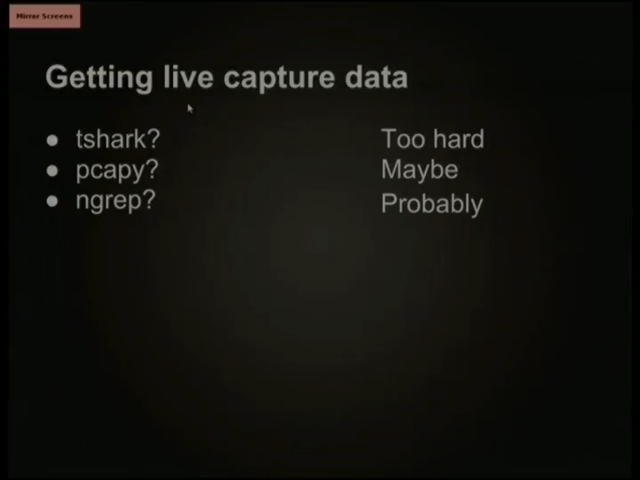 Mirror Screens
Getting live capture data
● tshark? Too hard
● pcapy? Maybe
● ngrep? Probably